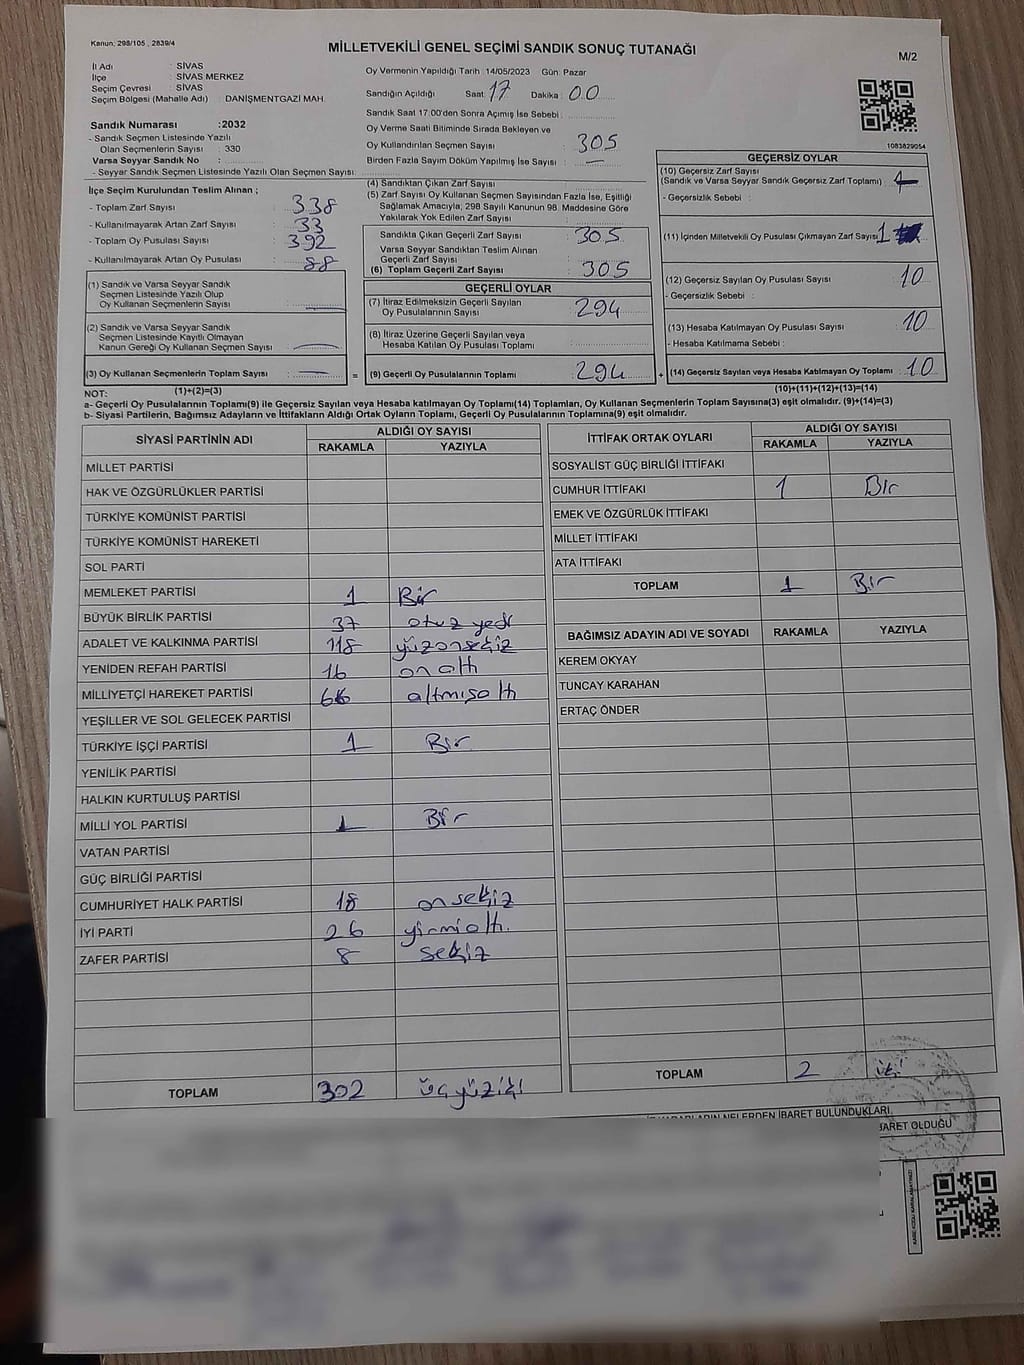 Kanun; 298/105 , 2839/4
MİLLETVEKİLİ GENEL SEÇİMİ SANDIK SONUÇ TUTANAĞI
M/2
İl Adı : SİVAS
İlçe : SİVAS MERKEZ
Seçim Çevresi : SİVAS
Seçim Bölgesi (Mahalle Adı) : DANİŞMENTGAZİ MAH.
Oy Vermenin Yapıldığı Tarih :14/05/2023 Gün: Pazar
Sandığın Açıldığı Saat: 17 Dakika : 00
Sandık Saat 17:00'den Sonra Açımış İse Sebebi :
Sandık Numarası :2032
- Sandık Seçmen Listesinde Yazılı
Olan Seçmenlerin Sayısı : 330
Varsa Seyyar Sandık No :
- Seyyar Sandık Seçmen Listesinde Yazılı Olan Seçmen Sayısı:
Oy Verme Saati Bitiminde Sırada Bekleyen ve
Oy Kullandırılan Seçmen Sayısı : 305
Birden Fazla Sayım Döküm Yapılmış İse Sayısı : —
1083829054
İlçe Seçim Kurulundan Teslim Alınan ;
- Toplam Zarf Sayısı : 338
- Kullanılmayarak Artan Zarf Sayısı : 33
- Toplam Oy Pusulası Sayısı : 392
- Kullanılmayarak Artan Oy Pusulası : 88
(1) Sandık ve Varsa Seyyar Sandık
Seçmen Listesinde Yazılı Olup
Oy Kullanan Seçmenlerin Sayısı :
(2) Sandık ve Varsa Seyyar Sandık
Seçmen Listesinde Kayıtlı Olmayan
Kanun Gereği Oy Kullanan Seçmen Sayısı : —
(3) Oy Kullanan Seçmenlerin Toplam Sayısı : —
(4) Sandıktan Çıkan Zarf Sayısı :
(5) Zarf Sayısı Oy Kullanan Seçmen Sayısından Fazla İse, Eşitliği
Sağlamak Amacıyla; 298 Sayılı Kanunun 98. Maddesine Göre
Yakılarak Yok Edilen Zarf Sayısı :
Sandıkta Çıkan Geçerli Zarf Sayısı : 305
Varsa Seyyar Sandıktan Teslim Alınan
Geçerli Zarf Sayısı :
(6) Toplam Geçerli Zarf Sayısı : 305
GEÇERLİ OYLAR
(7) İtiraz Edilmeksizin Geçerli Sayılan
Oy Pusulalarının Sayısı : 294
(8) İtiraz Üzerine Geçerli Sayılan veya
Hesaba Katılan Oy Pusulası Toplamı :
= (9) Geçerli Oy Pusulalarının Toplamı : 294
GEÇERSİZ OYLAR
(10) Geçersiz Zarf Sayısı
(Sandık ve Varsa Seyyar Sandık Geçersiz Zarf Toplamı) :
- Geçersizlik Sebebi :
(11) İçinden Milletvekili Oy Pusulası Çıkmayan Zarf Sayısı: 1
(12) Geçersiz Sayılan Oy Pusulası Sayısı : 10
- Geçersizlik Sebebi :
(13) Hesaba Katılmayan Oy Pusulası Sayısı : 10
- Hesaba Katılmama Sebebi :
+ (14) Geçersiz Sayılan veya Hesaba Katılmayan Oy Toplamı : 10
NOT: (1)+(2)=(3)
(10)+(11)+(12)+(13)=(14)
a- Geçerli Oy Pusulalarının Toplamı(9) ile Geçersiz Sayılan veya Hesaba katılmayan Oy Pusulası Toplamı(14) Toplamları, Oy Kullanan Seçmenlerin Toplam Sayısına(3) eşit olmalıdır. (9)+(14)=(3)
b- Siyasi Partilerin, Bağımsız Adayların ve İttifakların Aldığı Ortak Oyların Toplamı, Geçerli Oy Pusulalarının Toplamına(9) eşit olmalıdır.
SİYASİ PARTİNİN ADI ALDIĞI OY SAYISI
RAKAMLA YAZIYLA
MİLLET PARTİSİ
HAK VE ÖZGÜRLÜKLER PARTİSİ
TÜRKİYE KOMÜNİST PARTİSİ
TÜRKİYE KOMÜNİST HAREKETİ
SOL PARTİ
MEMLEKET PARTİSİ 1 Bir
BÜYÜK BİRLİK PARTİSİ 37 otuz yedi
ADALET VE KALKINMA PARTİSİ 118 yüzonsekiz
YENİDEN REFAH PARTİSİ 16 on altı
MİLLİYETÇİ HAREKET PARTİSİ 66 altmışaltı
YEŞİLLER VE SOL GELECEK PARTİSİ
TÜRKİYE İŞÇİ PARTİSİ 1 Bir
YENİLİK PARTİSİ
HALKIN KURTULUŞ PARTİSİ
MİLLİ YOL PARTİSİ 1 Bir
VATAN PARTİSİ
GÜÇ BİRLİĞİ PARTİSİ
CUMHURİYET HALK PARTİSİ 18 onsekiz
İYİ PARTİ 26 yirmialtı.
ZAFER PARTİSİ 8 sekiz
TOPLAM 302 üçyüziki
İTTİFAK ORTAK OYLARI ALDIĞI OY SAYISI
RAKAMLA YAZIYLA
SOSYALİST GÜÇ BİRLİĞİ İTTİFAKI
CUMHUR İTTİFAKI 1 Bir
EMEK VE ÖZGÜRLÜK İTTİFAKI
MİLLET İTTİFAKI
ATA İTTİFAKI
TOPLAM 1 Bir
BAĞIMSIZ ADAYIN ADI VE SOYADI RAKAMLA YAZIYLA
KEREM OKYAY
TUNCAY KARAHAN
ERTAÇ ÖNDER
TOPLAM 2 iki
NELERDEN İBARET BULUNDUKLARI,
BARET OLDUĞU